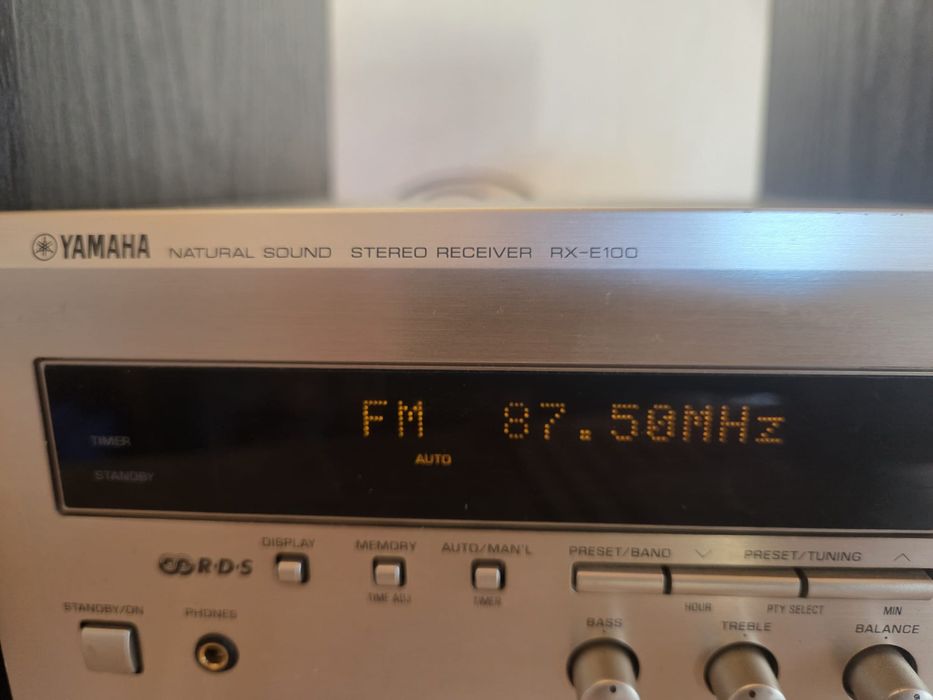 YAMAHA NATURAL SOUND STEREO RECEIVER RX-E100
FM 87.50MHz
TIMER
AUTO
STANDBY
DISPLAY MEMORY AUTO/MAN'L PRESET/BAND PRESET/TUNING
R·D·S
TIME ADJ TIMER HOUR PTY SELECT MIN
STANDBY/ON PHONES BASS TREBLE BALANCE